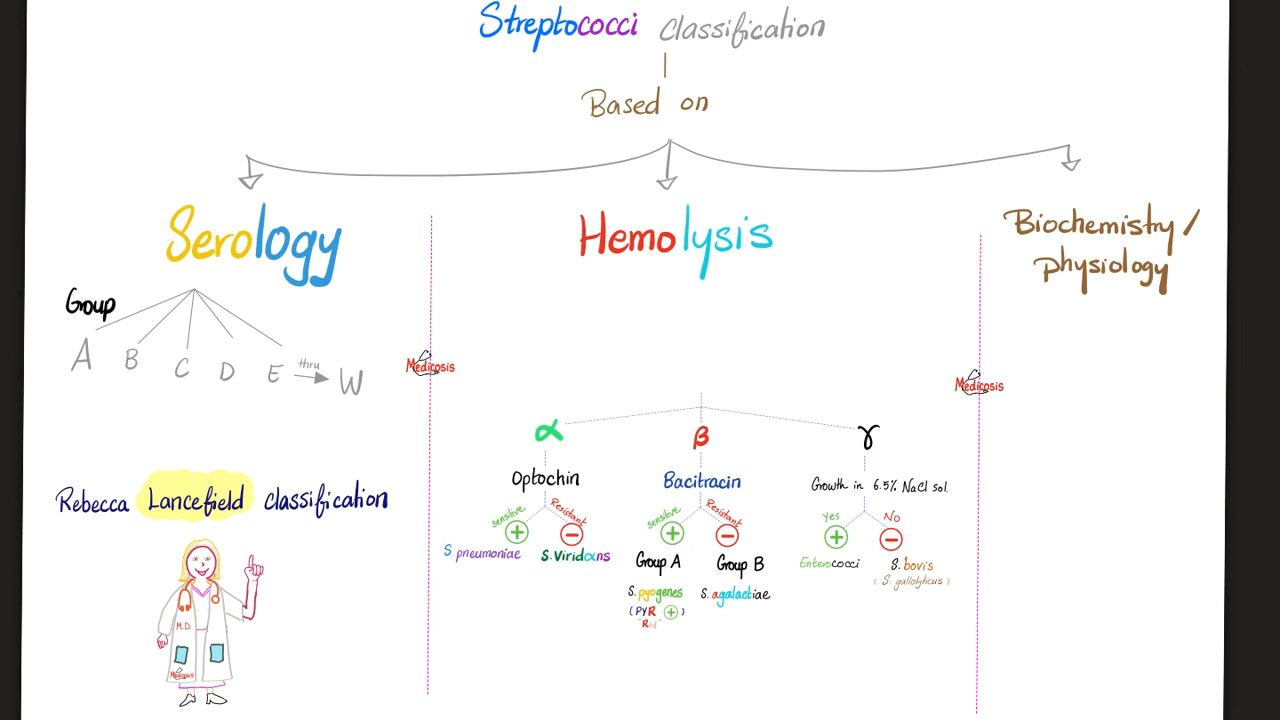 Streptococci Classification
Based on
Serology
Group
A B C D E thru W
Rebecca Lancefield classification
M.D.
Medicosis
Medicosis
Hemolysis
α β γ
Optochin
sensitive Resistant
+ −
S. pneumoniae S. Viridans
Bacitracin
sensitive Resistant
+ −
Group A Group B
S. pyogenes S. agalactiae
(PYR +)
"Red"
Growth in 6.5% NaCl sol.
yes No
+ −
Enterococci S. bovis
(S. gallolyticus)
Medicosis
Biochemistry /
physiology